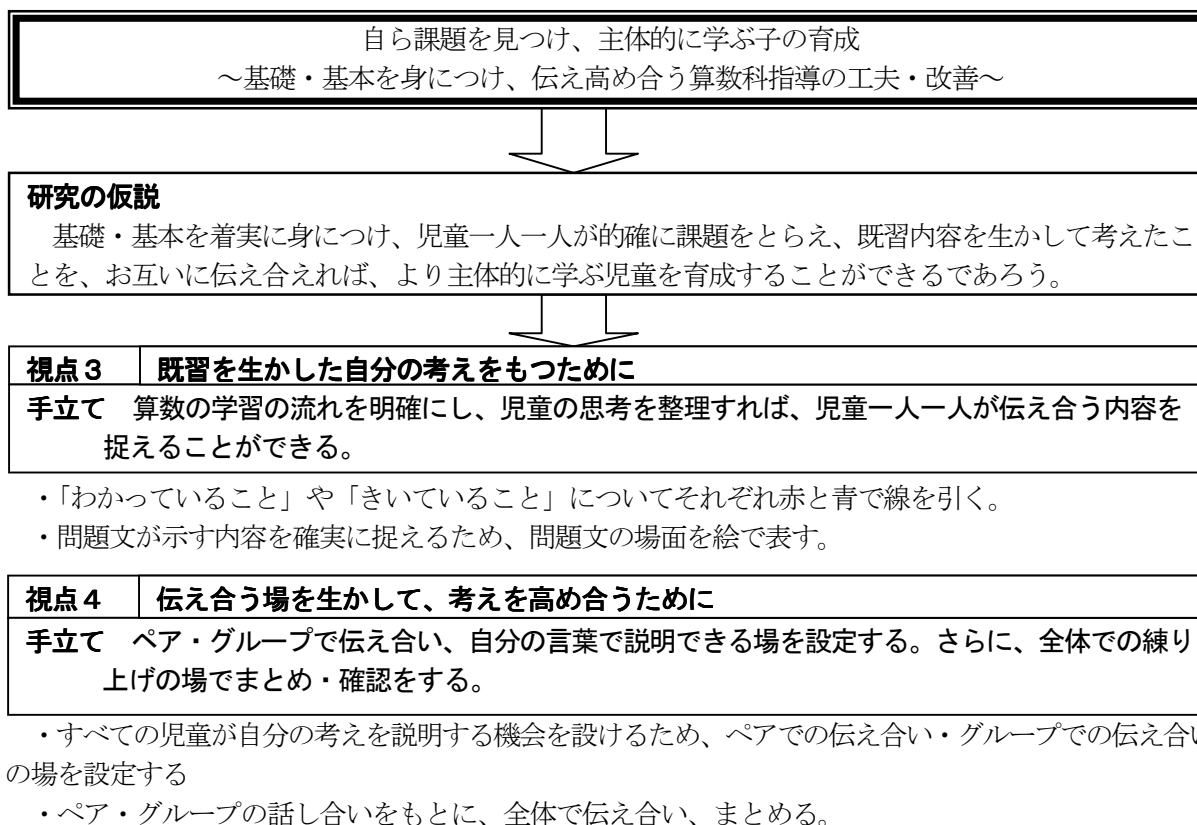 自ら課題を見つけ、主体的に学ぶ子の育成
～基礎・基本を身につけ、伝え高め合う算数科指導の工夫・改善～
研究の仮説
基礎・基本を着実に身につけ、児童一人一人が的確に課題をとらえ、既習内容を生かして考えたこ
とを、お互いに伝え合えれば、より主体的に学ぶ児童を育成することができるであろう。
視点３　既習を生かした自分の考えをもつために
手立て　算数の学習の流れを明確にし、児童の思考を整理すれば、児童一人一人が伝え合う内容を
捉えることができる。
・「わかっていること」や「きいていること」についてそれぞれ赤と青で線を引く。
・問題文が示す内容を確実に捉えるため、問題文の場面を絵で表す。
視点４　伝え合う場を生かして、考えを高め合うために
手立て　ペア・グループで伝え合い、自分の言葉で説明できる場を設定する。さらに、全体での練り
上げの場でまとめ・確認をする。
・すべての児童が自分の考えを説明する機会を設けるため、ペアでの伝え合い・グループでの伝え合い
の場を設定する
・ペア・グループの話し合いをもとに、全体で伝え合い、まとめる。